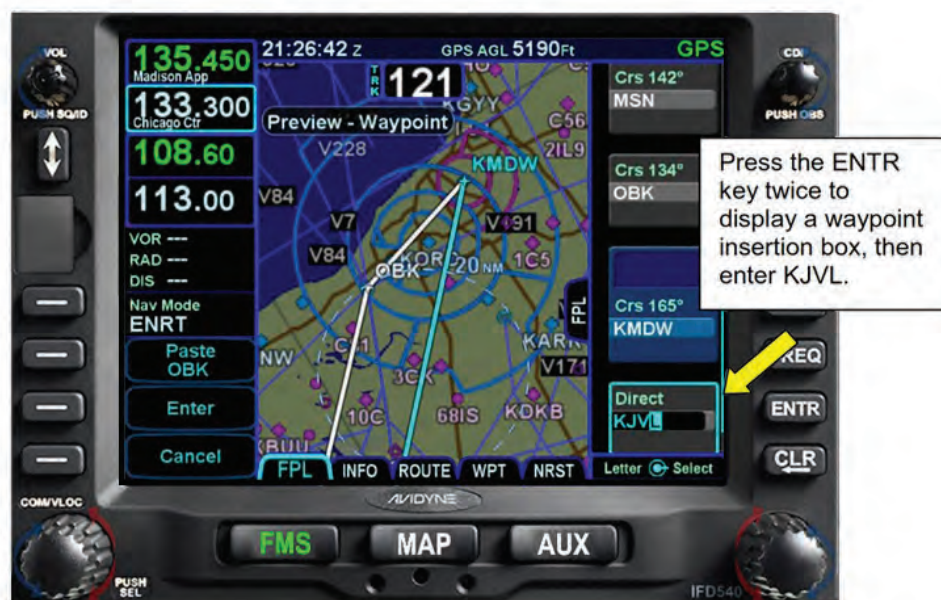 VOL
PUSH SQ/ID
135.450
Madison App
133.300
Chicago Ctr
108.60
113.00
VOR ---
RAD ---
DIS ---
Nav Mode
ENRT
Paste
OBK
Enter
Cancel
COM/VLOC
PUSH
SEL
21:26:42 Z
GPS AGL 5190Ft
GPS
TRK
121
Preview - Waypoint
KGYY
C56
2IL9
V228
KMDW
V84
V7
V191
V84
OBK
20 NM
1C5
NW
KARR
V171
3CK
10C
68IS
KDKB
KBUU
FPL
Crs 142°
MSN
Crs 134°
OBK
Crs 165°
KMDW
Direct
KJVL
FPL
INFO
ROUTE
WPT
NRST
Letter
Select
PUSH OBS
Press the ENTR
key twice to
display a waypoint
insertion box, then
enter KJVL.
ENTR
CLR
AVIDYNE
FMS
MAP
AUX
IFD540